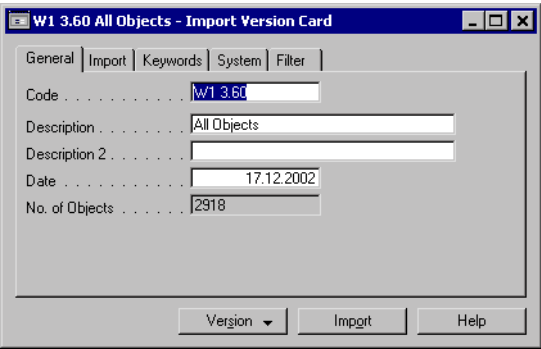 W1 3.60 All Objects - Import Version Card
General Import Keywords System Filter
Code . . . . . . . . . . . W1 3.60
Description . . . . . . . . All Objects
Description 2 . . . . . . .
Date . . . . . . . . . . . 17.12.2002
No. of Objects . . . . . . 2918
Version Import Help